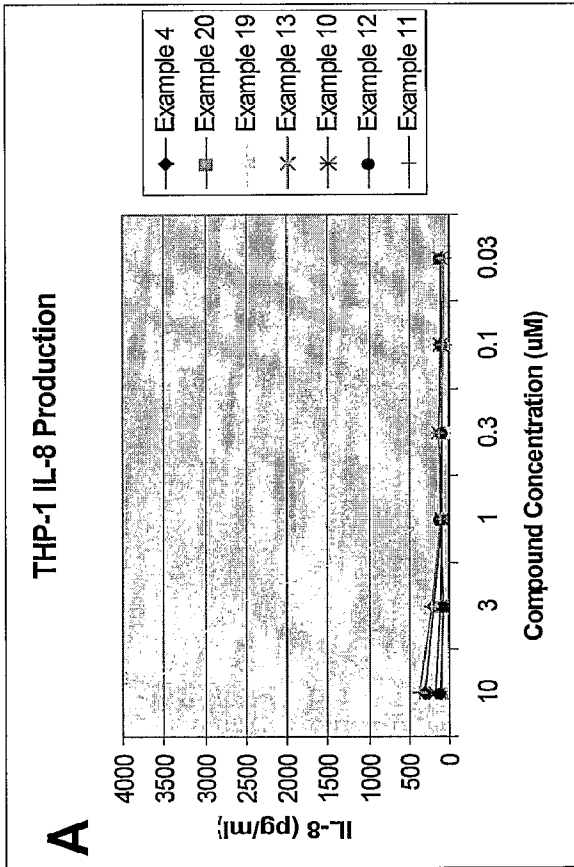 A
THP-1 IL-8 Production
IL-8 (pg/ml)
4000
3500
3000
2500
2000
1500
1000
500
0
10
3
1
0.3
0.1
0.03
Compound Concentration (uM)
Example 4
Example 20
Example 19
Example 13
Example 10
Example 12
Example 11